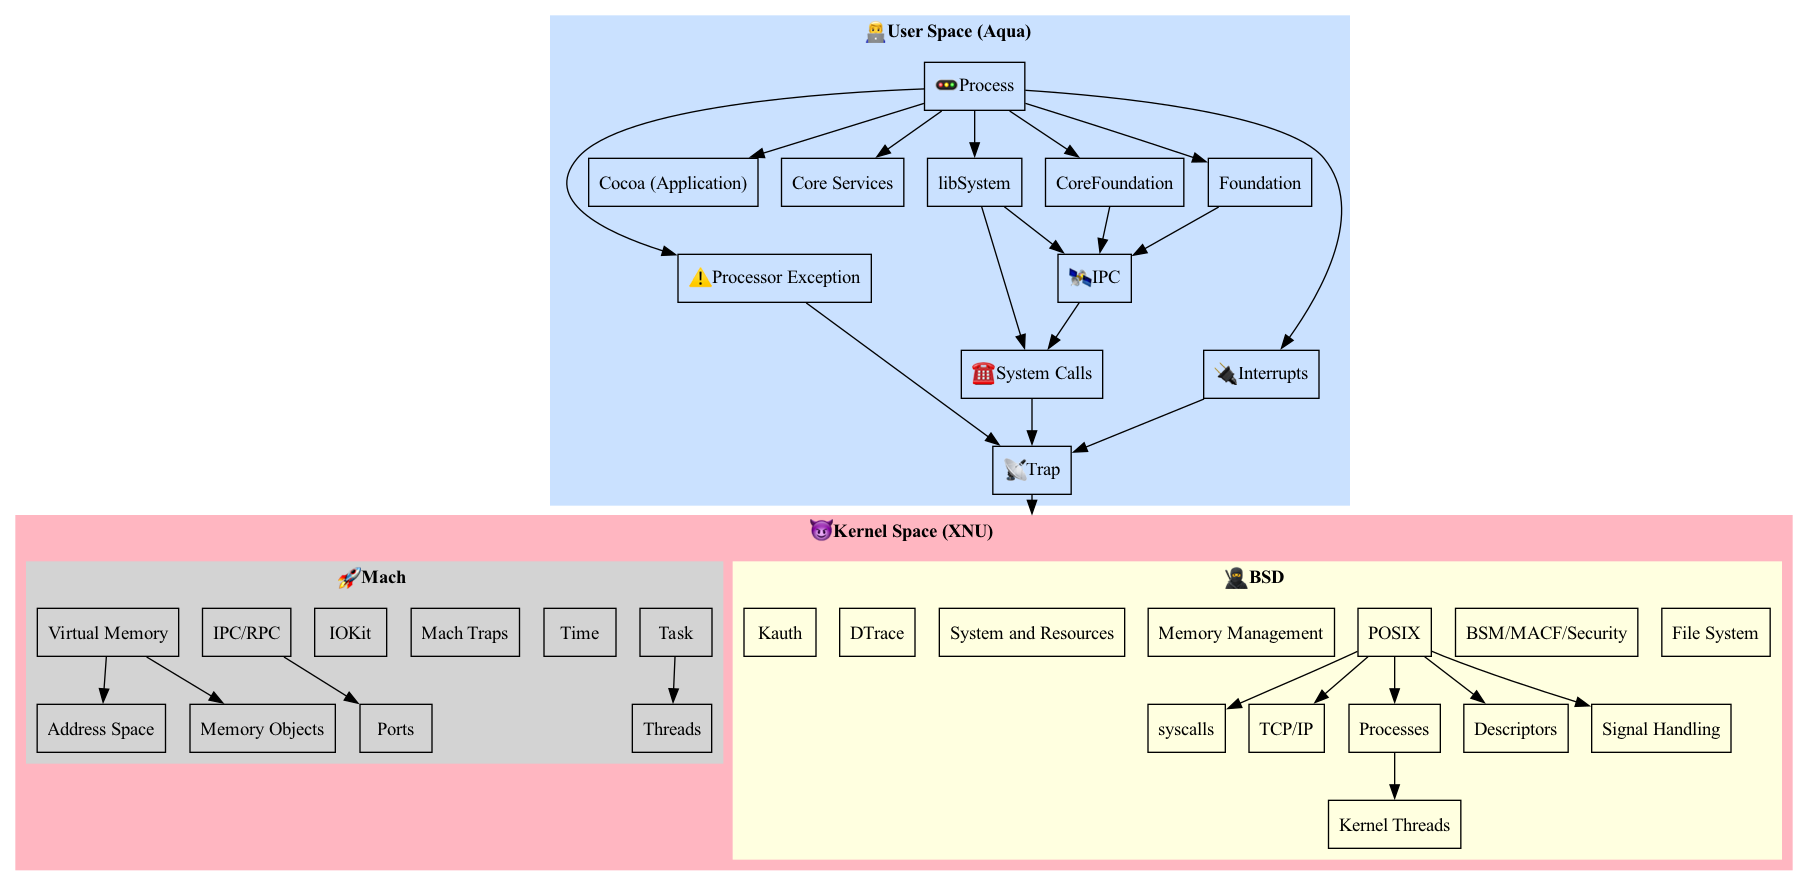 👨‍💻User Space (Aqua)
🚥Process
Cocoa (Application)
Core Services
libSystem
CoreFoundation
Foundation
⚠️Processor Exception
🛰️IPC
☎️System Calls
🔌Interrupts
📡Trap
😈Kernel Space (XNU)
🚀Mach
🥷BSD
Virtual Memory
IPC/RPC
IOKit
Mach Traps
Time
Task
Kauth
DTrace
System and Resources
Memory Management
POSIX
BSM/MACF/Security
File System
Address Space
Memory Objects
Ports
Threads
syscalls
TCP/IP
Processes
Descriptors
Signal Handling
Kernel Threads